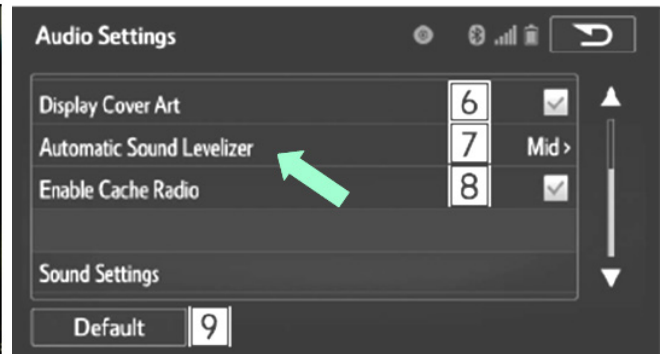 Audio Settings
Display Cover Art 6
Automatic Sound Levelizer 7 Mid >
Enable Cache Radio 8
Sound Settings
Default 9